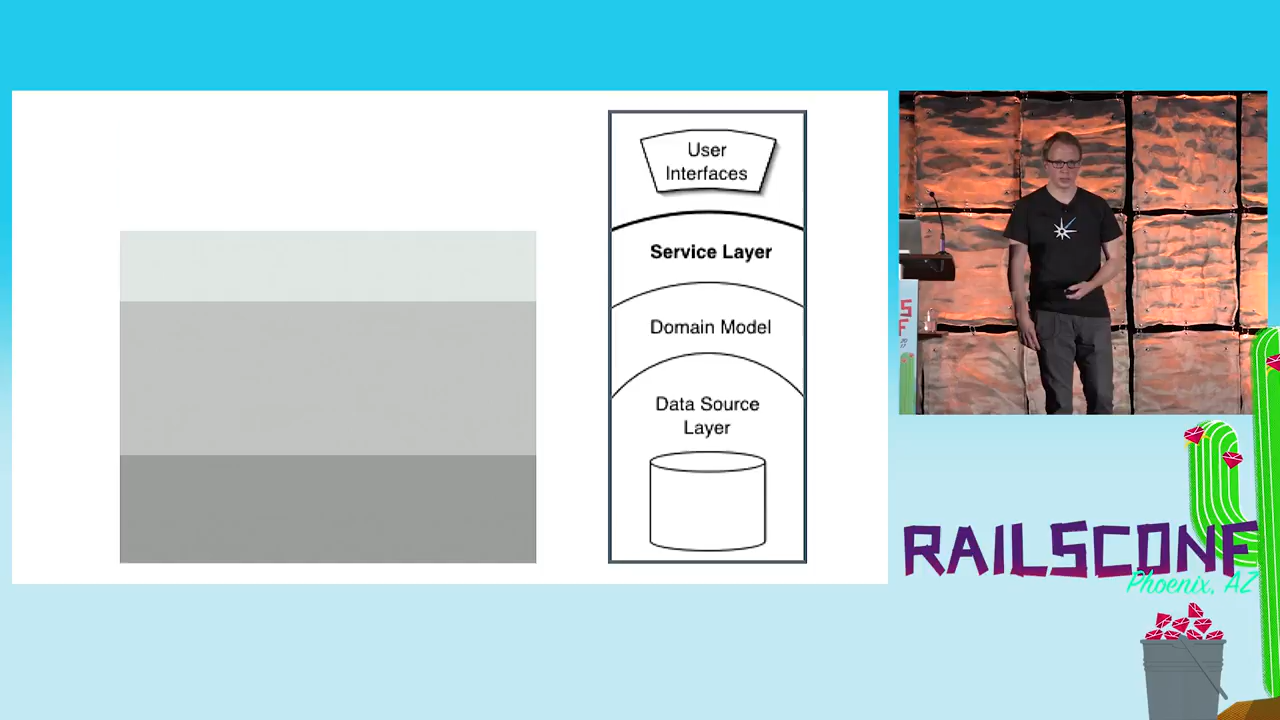 User
Interfaces
Service Layer
Domain Model
Data Source
Layer
S
F
RAILSCONF
Phoenix, AZ